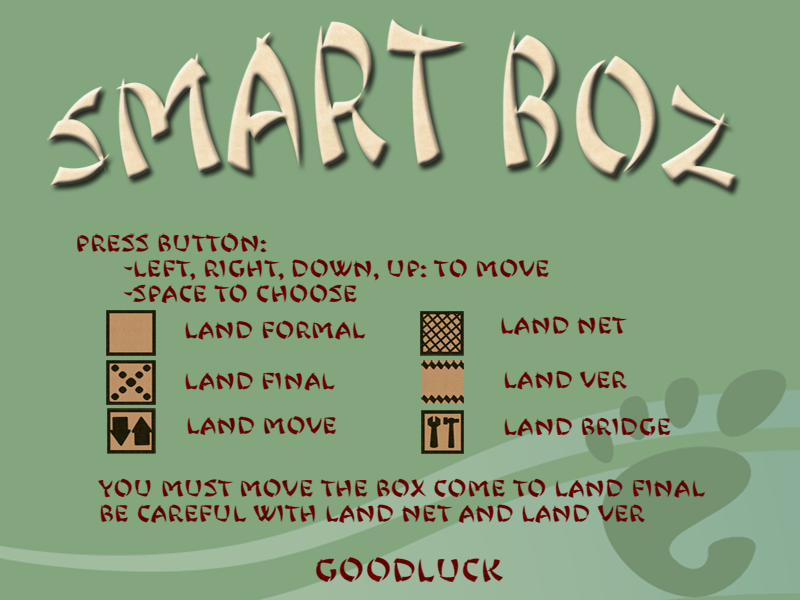 SMART BOZ
PRESS BUTTON:
-LEFT, RIGHT, DOWN, UP: TO MOVE
-SPACE TO CHOOSE
LAND FORMAL
LAND NET
LAND FINAL
LAND VER
LAND MOVE
LAND BRIDGE
YOU MUST MOVE THE BOX COME TO LAND FINAL
BE CAREFUL WITH LAND NET AND LAND VER
GOODLUCK